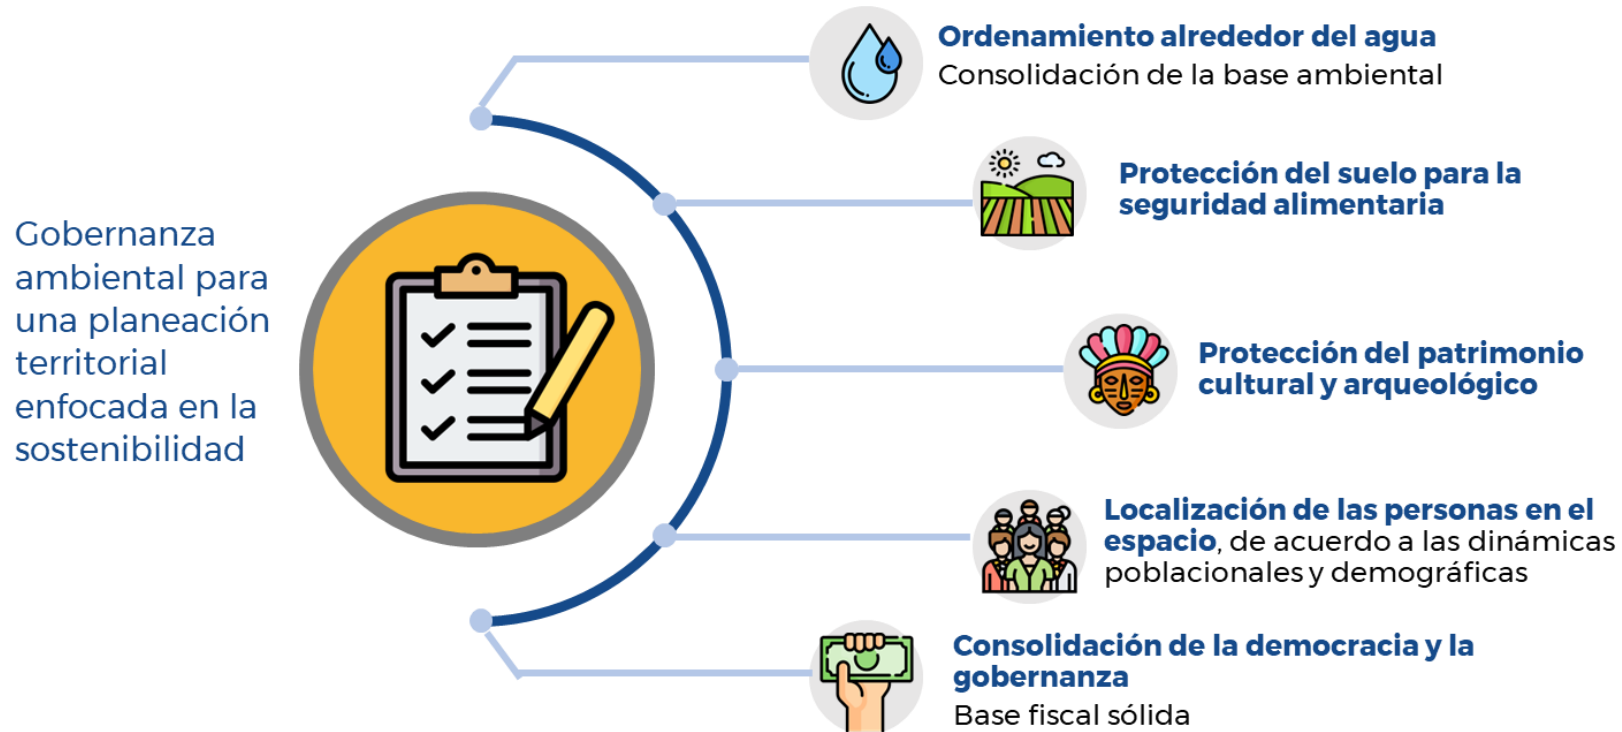 Gobernanza
ambiental para
una planeación
territorial
enfocada en la
sostenibilidad
Ordenamiento alrededor del agua
Consolidación de la base ambiental
Protección del suelo para la
seguridad alimentaria
Protección del patrimonio
cultural y arqueológico
Localización de las personas en el
espacio, de acuerdo a las dinámicas
poblacionales y demográficas
Consolidación de la democracia y la
gobernanza
Base fiscal sólida